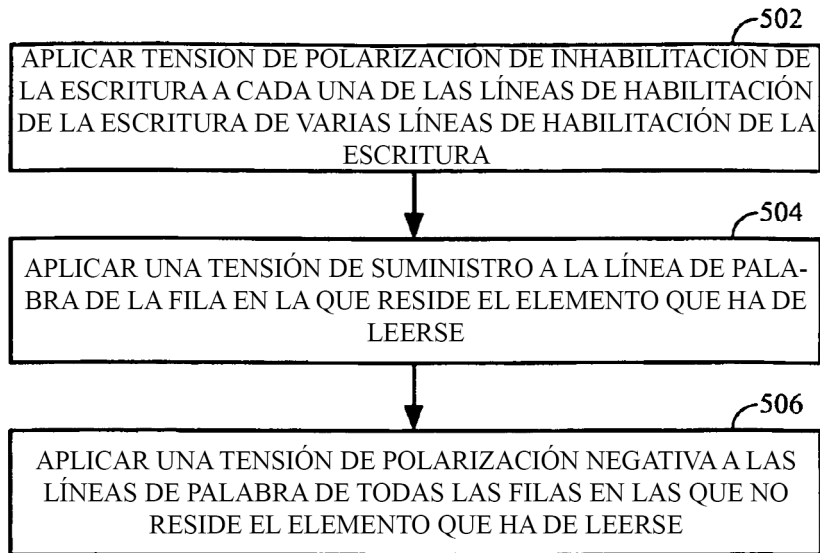 502
APLICAR TENSIÓN DE POLARIZACIÓN DE INHABILITACIÓN DE
LA ESCRITURA A CADA UNA DE LAS LÍNEAS DE HABILITACIÓN
DE LA ESCRITURA DE VARIAS LÍNEAS DE HABILITACIÓN DE LA
ESCRITURA
504
APLICAR UNA TENSIÓN DE SUMINISTRO A LA LÍNEA DE PALA-
BRA DE LA FILA EN LA QUE RESIDE EL ELEMENTO QUE HA DE
LEERSE
506
APLICAR UNA TENSIÓN DE POLARIZACIÓN NEGATIVA A LAS
LÍNEAS DE PALABRA DE TODAS LAS FILAS EN LAS QUE NO
RESIDE EL ELEMENTO QUE HA DE LEERSE